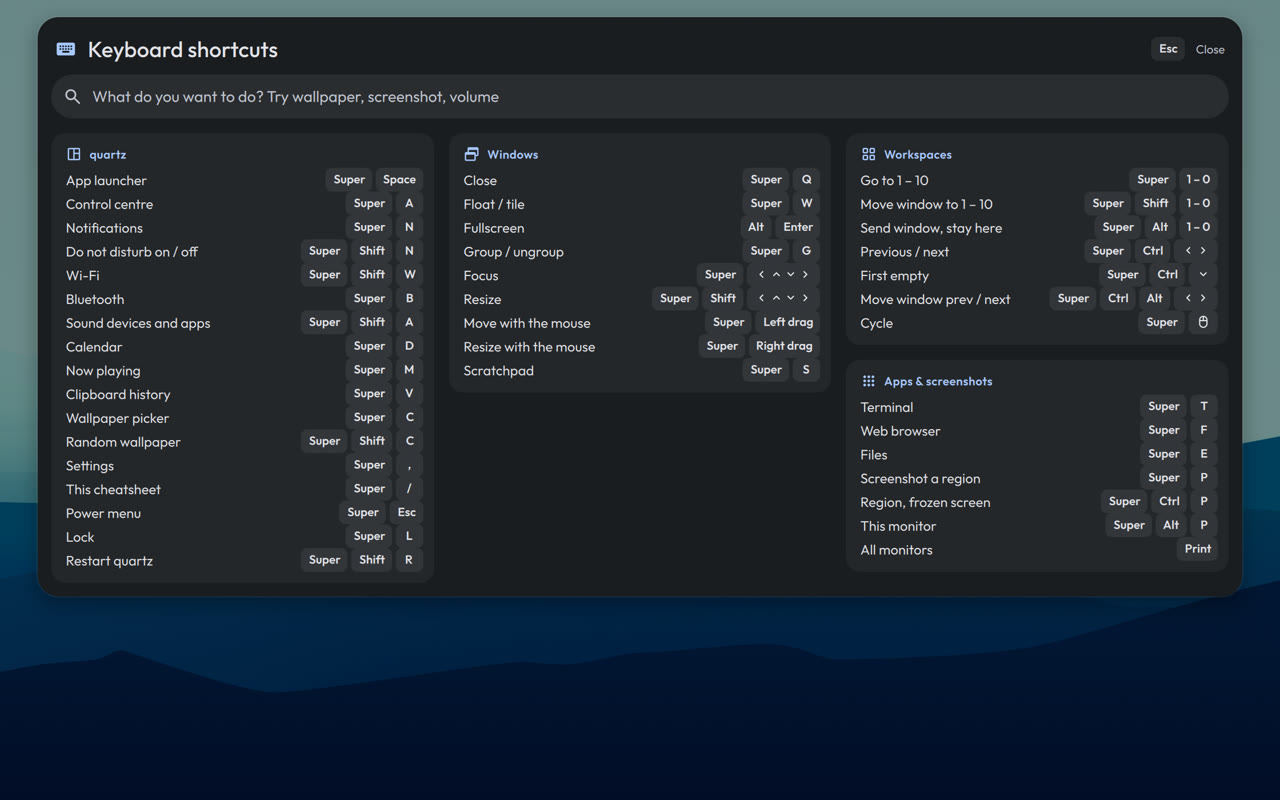 Keyboard shortcuts
Esc Close
What do you want to do? Try wallpaper, screenshot, volume
quartz
App launcher Super Space
Control centre Super A
Notifications Super N
Do not disturb on / off Super Shift N
Wi-Fi Super Shift W
Bluetooth Super B
Sound devices and apps Super Shift A
Calendar Super D
Now playing Super M
Clipboard history Super V
Wallpaper picker Super C
Random wallpaper Super Shift C
Settings Super ,
This cheatsheet Super /
Power menu Super Esc
Lock Super L
Restart quartz Super Shift R
Windows
Close Super Q
Float / tile Super W
Fullscreen Alt Enter
Group / ungroup Super G
Focus Super
Resize Super Shift
Move with the mouse Super Left drag
Resize with the mouse Super Right drag
Scratchpad Super S
Workspaces
Go to 1 – 10 Super 1 – 0
Move window to 1 – 10 Super Shift 1 – 0
Send window, stay here Super Alt 1 – 0
Previous / next Super Ctrl
First empty Super Ctrl
Move window prev / next Super Ctrl Alt
Cycle Super
Apps & screenshots
Terminal Super T
Web browser Super F
Files Super E
Screenshot a region Super P
Region, frozen screen Super Ctrl P
This monitor Super Alt P
All monitors Print